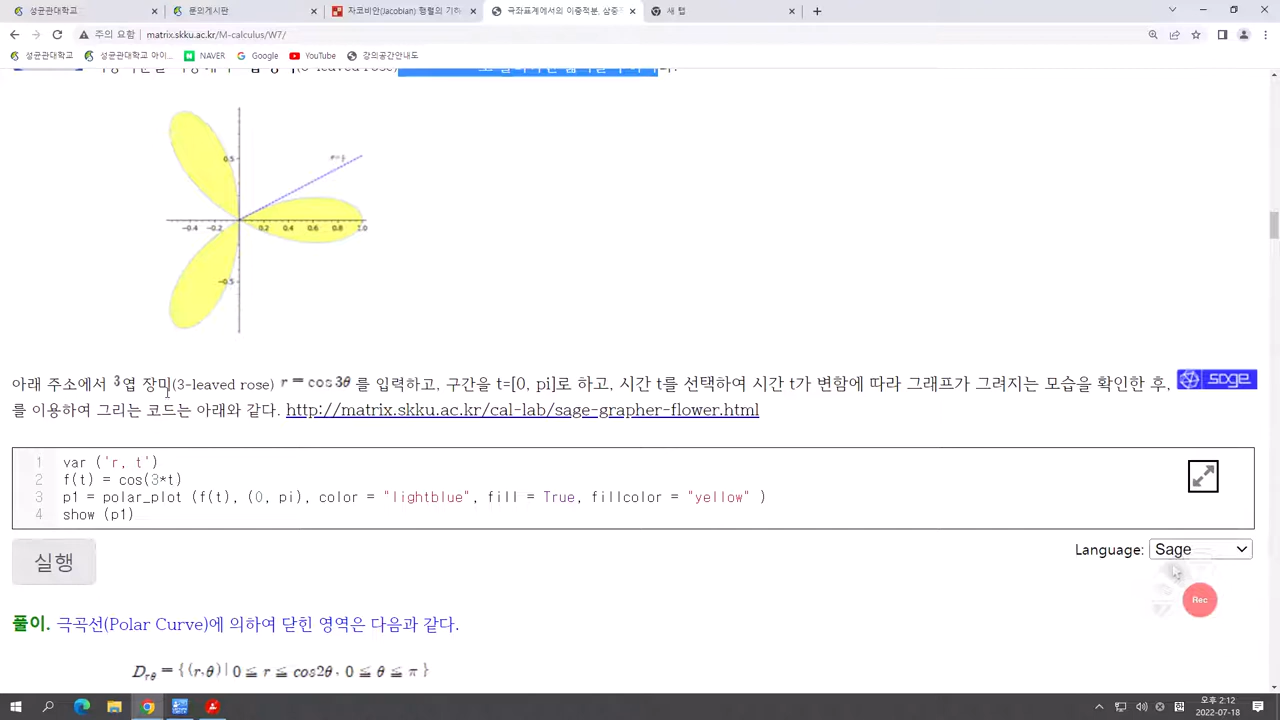 성균관대학교
문의게시판
자코비안(Jacobian) 행렬의 기하
극좌표계에서의 이중적분, 삼중적
새 탭
주의 요함
matrix.skku.ac.kr/M-calculus/W7/
성균관대학교
성균관대학교 아이...
NAVER
Google
YouTube
강의공간안내도
(3-leaved rose)
0.5
-0.4 -0.2 0.2 0.4 0.6 0.8 1.0
-0.5
아래 주소에서 3엽 장미(3-leaved rose) r = cos 3θ 를 입력하고, 구간을 t=[0, pi]로 하고, 시간 t를 선택하여 시간 t가 변함에 따라 그래프가 그려지는 모습을 확인한 후, sage
를 이용하여 그리는 코드는 아래와 같다. http://matrix.skku.ac.kr/cal-lab/sage-grapher-flower.html
1 var ('r, t')
2 f(t) = cos(3*t)
3 p1 = polar_plot (f(t), (0, pi), color = "lightblue", fill = True, fillcolor = "yellow" )
4 show (p1)
실행
Language: Sage
Rec
풀이. 극곡선(Polar Curve)에 의하여 닫힌 영역은 다음과 같다.
D_rθ = { (r, θ) | 0 ≦ r ≦ cos2θ, 0 ≦ θ ≦ π }
오후 2:12
2022-07-18